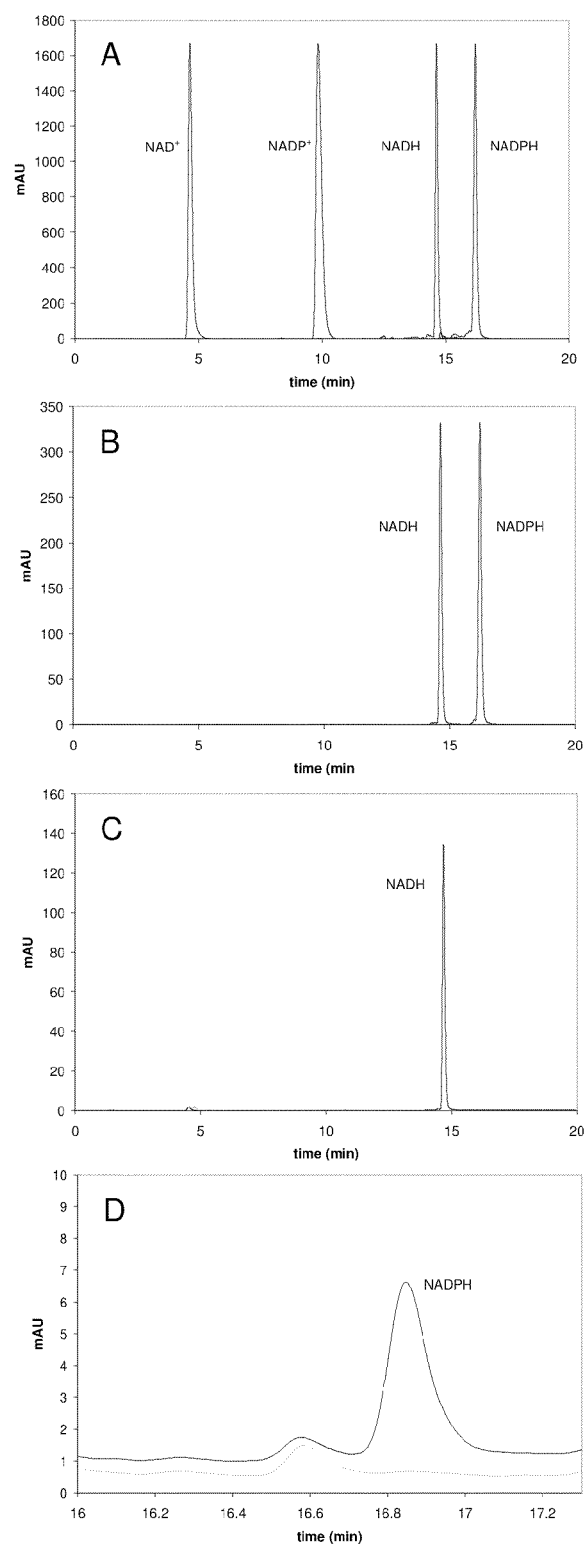 A
1800
1600
1400
1200
1000
800
600
400
200
0
mAU
NAD+
NADP+
NADH
NADPH
0 5 10 15 20
time (min)
B
350
300
250
200
150
100
50
0
mAU
NADH
NADPH
0 5 10 15 20
time (min
C
160
140
120
100
80
60
40
20
0
mAU
NADH
0 5 10 15 20
time (min)
D
10
9
8
7
6
5
4
3
2
1
0
mAU
NADPH
16 16.2 16.4 16.6 16.8 17 17.2
time (min)